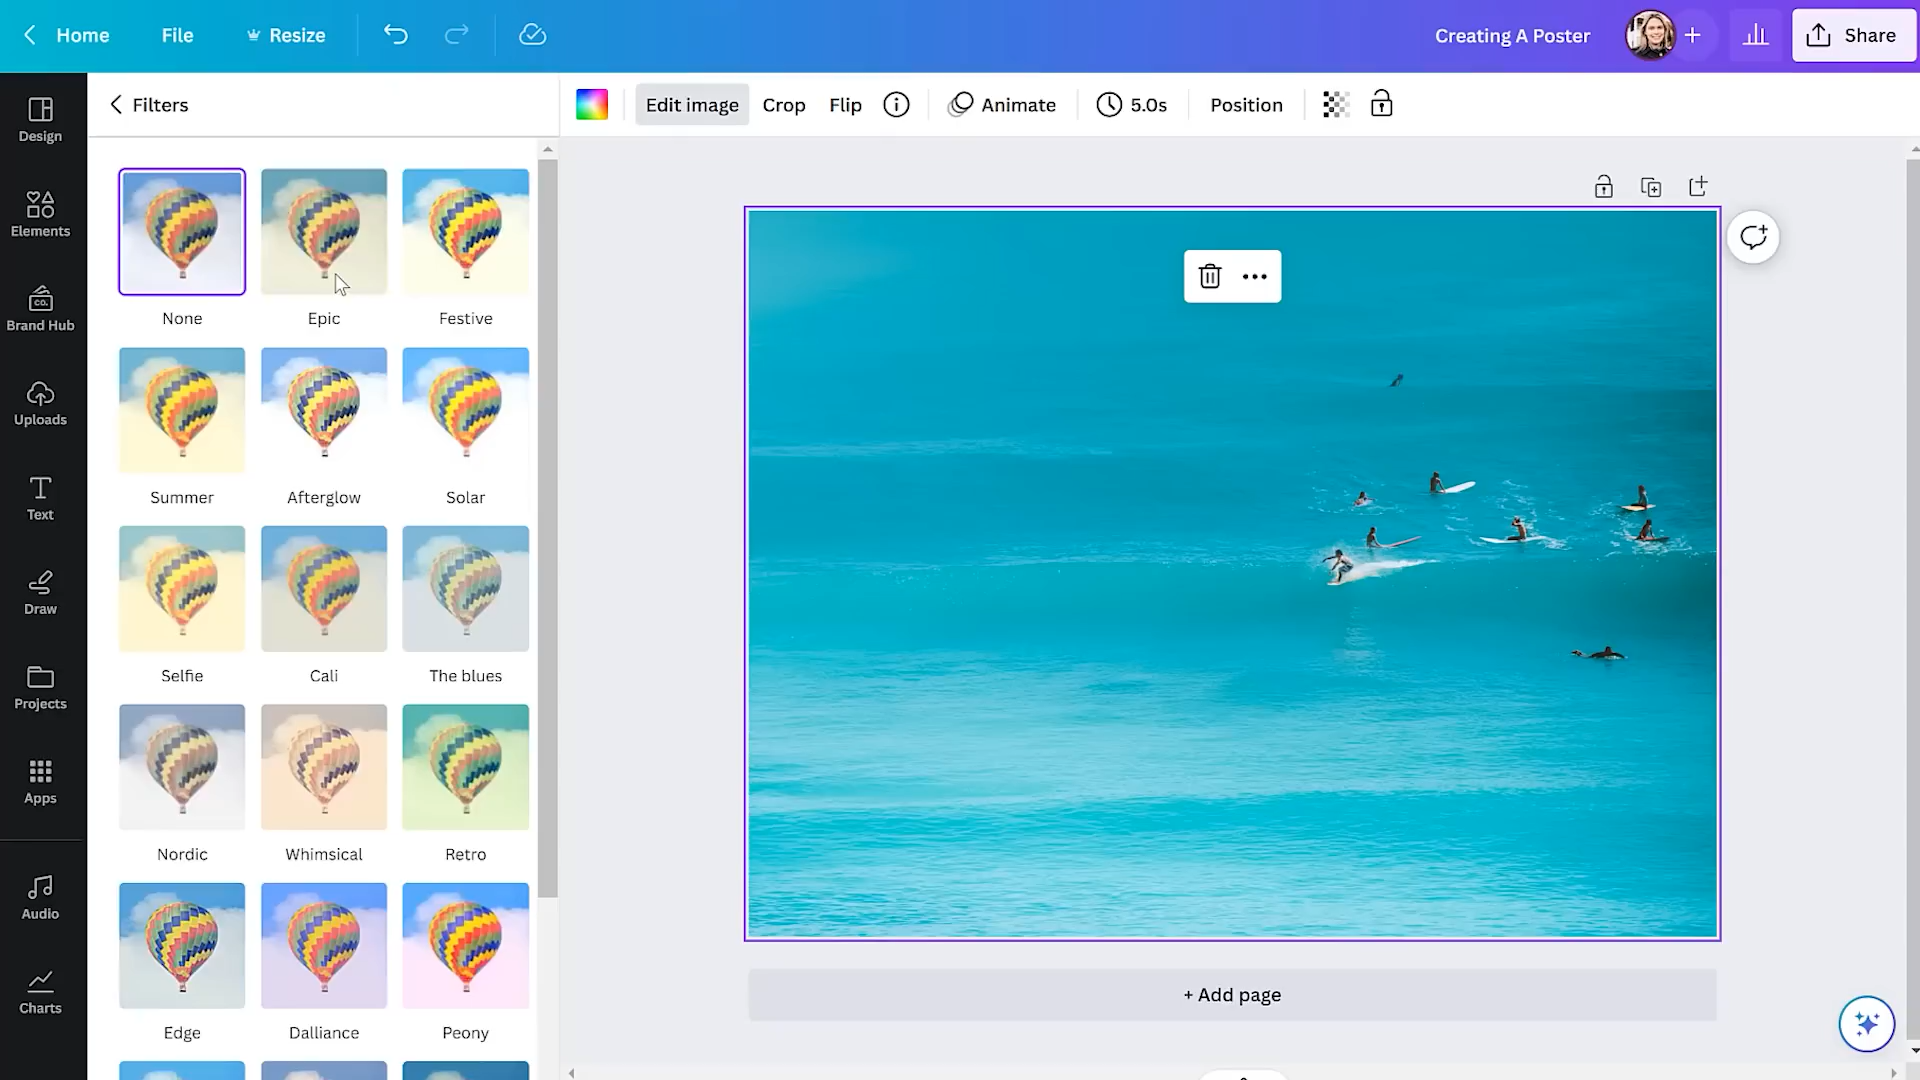 Home File Resize Creating A Poster Share
Filters Edit image Crop Flip Animate 5.0s Position
Design
Elements
CO.
Brand Hub
Uploads
Text
Draw
Projects
Apps
Audio
Charts
None Epic Festive
Summer Afterglow Solar
Selfie Cali The blues
Nordic Whimsical Retro
Edge Dalliance Peony
+ Add page